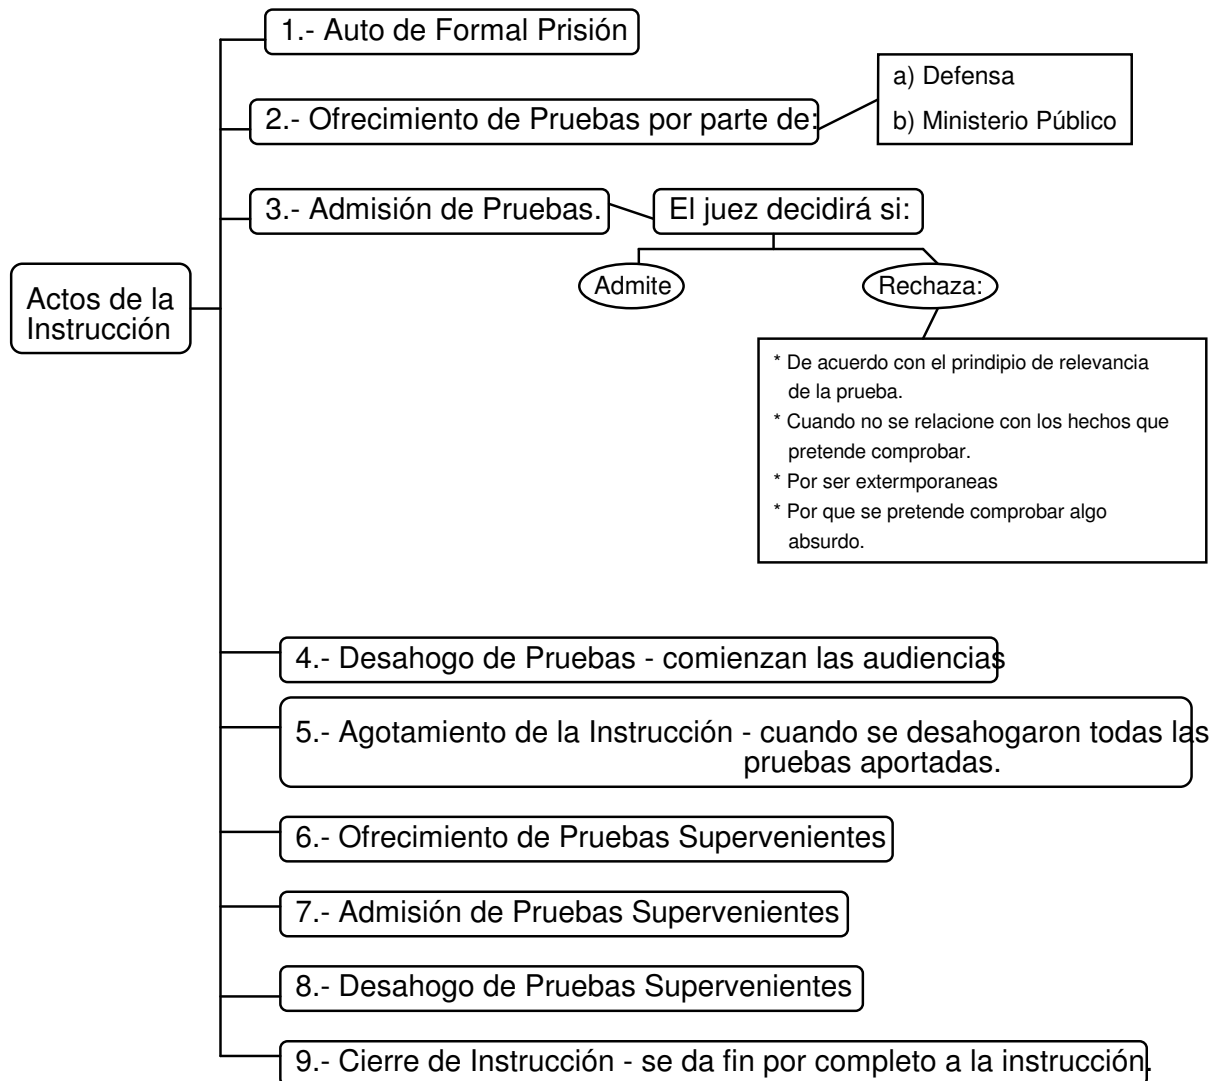 1.- Auto de Formal Prisión
a) Defensa
2.- Ofrecimiento de Pruebas por parte de:
b) Ministerio Público
3.- Admisión de Pruebas.
El juez decidirá si:
Admite
Rechaza:
Actos de la
Instrucción
* De acuerdo con el prindipio de relevancia
de la prueba.
* Cuando no se relacione con los hechos que
pretende comprobar.
* Por ser extermporaneas
* Por que se pretende comprobar algo
absurdo.
4.- Desahogo de Pruebas - comienzan las audiencias
5.- Agotamiento de la Instrucción - cuando se desahogaron todas las
pruebas aportadas.
6.- Ofrecimiento de Pruebas Supervenientes
7.- Admisión de Pruebas Supervenientes
8.- Desahogo de Pruebas Supervenientes
9.- Cierre de Instrucción - se da fin por completo a la instrucción.